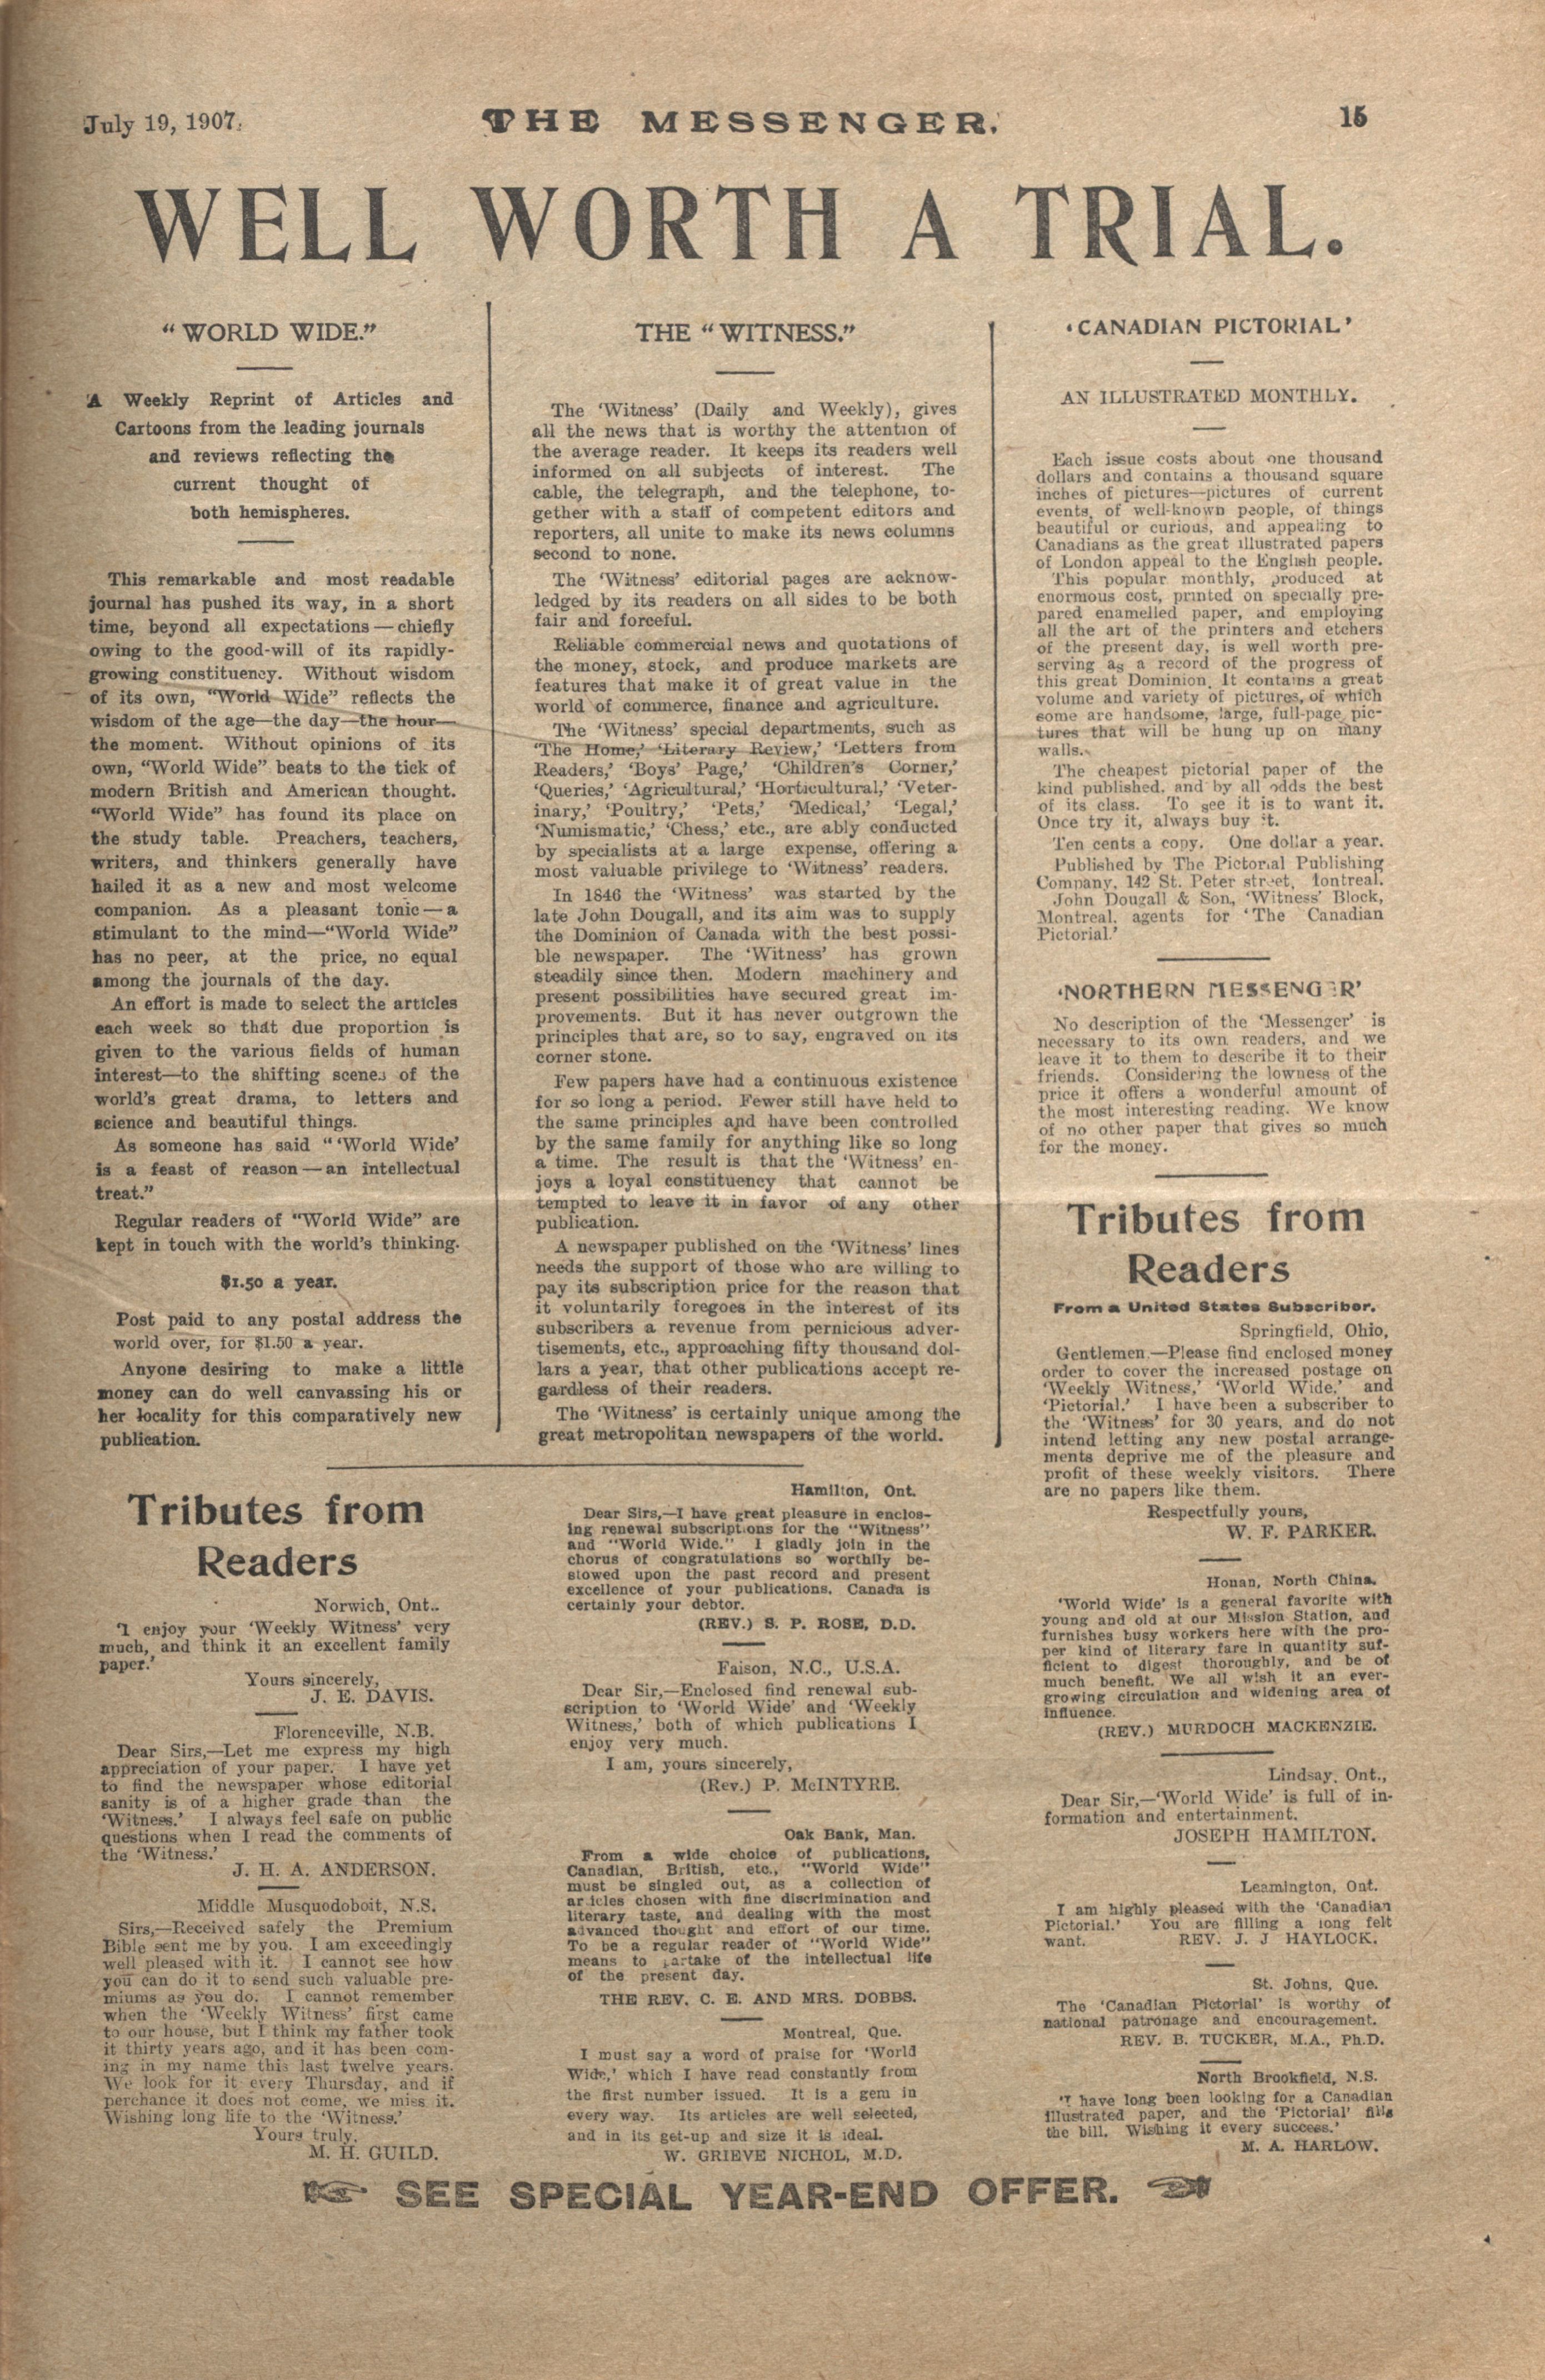 July 19, 1907.
THE MESSENGER.
15
WELL WORTH A TRIAL.
"WORLD WIDE."
A Weekly Reprint of Articles and
Cartoons from the leading journals
and reviews reflecting the
current thought of
both hemispheres.
This remarkable and most readable
journal has pushed its way, in a short
time, beyond all expectations—chiefly
owing to the good-will of its rapidly-
growing constituency. Without wisdom
of its own, "World Wide" reflects the
wisdom of the age—the day—the hour—
the moment. Without opinions of its
own, "World Wide" beats to the tick of
modern British and American thought.
"World Wide" has found its place on
the study table. Preachers, teachers,
writers, and thinkers generally have
hailed it as a new and most welcome
companion. As a pleasant tonic—a
stimulant to the mind—"World Wide"
has no peer, at the price, no equal
among the journals of the day.
An effort is made to select the articles
each week so that due proportion is
given to the various fields of human
interest—to the shifting scenes of the
world's great drama, to letters and
science and beautiful things.
As someone has said "'World Wide'
is a feast of reason—an intellectual
treat."
Regular readers of "World Wide" are
kept in touch with the world's thinking.
$1.50 a year.
Post paid to any postal address the
world over, for $1.50 a year.
Anyone desiring to make a little
money can do well canvassing his or
her locality for this comparatively new
publication.
THE "WITNESS."
The 'Witness' (Daily and Weekly), gives
all the news that is worthy the attention of
the average reader. It keeps its readers well
informed on all subjects of interest. The
cable, the telegraph, and the telephone, to-
gether with a staff of competent editors and
reporters, all unite to make its news columns
second to none.
The 'Witness' editorial pages are acknow-
ledged by its readers on all sides to be both
fair and forceful.
Reliable commercial news and quotations of
the money, stock, and produce markets are
features that make it of great value in the
world of commerce, finance and agriculture.
The 'Witness' special departments, such as
'The Home,' 'Literary Review,' 'Letters from
Readers,' 'Boys' Page,' 'Children's Corner,'
'Queries,' 'Agricultural,' 'Horticultural,' 'Veter-
inary,' 'Poultry,' 'Pets,' 'Medical,' 'Legal,'
'Numismatic,' 'Chess,' etc., are ably conducted
by specialists at a large expense, offering a
most valuable privilege to 'Witness' readers.
In 1846 the 'Witness' was started by the
late John Dougall, and its aim was to supply
the Dominion of Canada with the best possi-
ble newspaper. The 'Witness' has grown
steadily since then. Modern machinery and
present possibilities have secured great im-
provements. But it has never outgrown the
principles that are, so to say, engraved on its
corner stone.
Few papers have had a continuous existence
for so long a period. Fewer still have held to
the same principles and have been controlled
by the same family for anything like so long
a time. The result is that the 'Witness' en-
joys a loyal constituency that cannot be
tempted to leave it in favor of any other
publication.
A newspaper published on the 'Witness' lines
needs the support of those who are willing to
pay its subscription price for the reason that
it voluntarily foregoes in the interest of its
subscribers a revenue from pernicious adver-
tisements, etc., approaching fifty thousand dol-
lars a year, that other publications accept re-
gardless of their readers.
The 'Witness' is certainly unique among the
great metropolitan newspapers of the world.
'CANADIAN PICTORIAL'
AN ILLUSTRATED MONTHLY.
Each issue costs about one thousand
dollars and contains a thousand square
inches of pictures—pictures of current
events, of well-known people, of things
beautiful or curious, and appealing to
Canadians as the great illustrated papers
of London appeal to the English people.
This popular monthly, produced at
enormous cost, printed on specially pre-
pared enamelled paper, and employing
all the art of the printers and etchers
of the present day, is well worth pre-
serving as a record of the progress of
this great Dominion. It contains a great
volume and variety of pictures, of which
some are handsome, large, full-page pic-
tures that will be hung up on many
walls.
The cheapest pictorial paper of the
kind published, and by all odds the best
of its class. To see it is to want it.
Once try it, always buy it.
Ten cents a copy. One dollar a year.
Published by The Pictorial Publishing
Company, 142 St. Peter street, Montreal.
John Dougall & Son, 'Witness' Block,
Montreal, agents for 'The Canadian
Pictorial.'
'NORTHERN MESSENGER'
No description of the 'Messenger' is
necessary to its own readers, and we
leave it to them to describe it to their
friends. Considering the lowness of the
price it offers a wonderful amount of
the most interesting reading. We know
of no other paper that gives so much
for the money.
Tributes from
Readers
From a United States Subscriber.
Springfield, Ohio,
Gentlemen,—Please find enclosed money
order to cover the increased postage on
'Weekly Witness,' 'World Wide,' and
'Pictorial.' I have been a subscriber to
the 'Witness' for 30 years, and do not
intend letting any new postal arrange-
ments deprive me of the pleasure and
profit of these weekly visitors. There
are no papers like them.
Respectfully yours,
W. F. PARKER.
Honan, North China.
'World Wide' is a general favorite with
young and old at our Mission Station, and
furnishes busy workers here with the pro-
per kind of literary fare in quantity suf-
ficient to digest thoroughly, and be of
much benefit. We all wish it an ever-
growing circulation and widening area of
influence.
(REV.) MURDOCH MACKENZIE.
Lindsay, Ont.,
Dear Sir,—'World Wide' is full of in-
formation and entertainment.
JOSEPH HAMILTON.
Leamington, Ont.
I am highly pleased with the 'Canadian
Pictorial.' You are filling a long felt
want. REV. J. J HAYLOCK.
St. Johns, Que.
The 'Canadian Pictorial' is worthy of
national patronage and encouragement.
REV. B. TUCKER, M.A., Ph.D.
North Brookfield, N.S.
'I have long been looking for a Canadian
illustrated paper, and the 'Pictorial' fills
the bill. Wishing it every success.'
M. A. HARLOW.
Tributes from
Readers
Norwich, Ont..
'I enjoy your 'Weekly Witness' very
much, and think it an excellent family
paper.'
Yours sincerely,
J. E. DAVIS.
Florenceville, N.B.
Dear Sirs,—Let me express my high
appreciation of your paper. I have yet
to find the newspaper whose editorial
sanity is of a higher grade than the
'Witness.' I always feel safe on public
questions when I read the comments of
the 'Witness.'
J. H. A. ANDERSON.
Middle Musquodoboit, N.S.
Sirs,—Received safely the Premium
Bible sent me by you. I am exceedingly
well pleased with it. I cannot see how
you can do it to send such valuable pre-
miums as you do. I cannot remember
when the 'Weekly Witness' first came
to our house, but I think my father took
it thirty years ago, and it has been com-
ing in my name this last twelve years.
We look for it every Thursday, and if
perchance it does not come, we miss it.
Wishing long life to the 'Witness.'
Yours truly,
M. H. GUILD.
Hamilton, Ont.
Dear Sirs,—I have great pleasure in enclos-
ing renewal subscriptions for the "Witness"
and "World Wide." I gladly join in the
chorus of congratulations so worthily be-
stowed upon the past record and present
excellence of your publications. Canada is
certainly your debtor.
(REV.) S. P. ROSE, D.D.
Faison, N.C., U.S.A.
Dear Sir,—Enclosed find renewal sub-
scription to 'World Wide' and 'Weekly
Witness,' both of which publications I
enjoy very much.
I am, yours sincerely,
(Rev.) P. McINTYRE.
Oak Bank, Man.
From a wide choice of publications,
Canadian, British, etc., "World Wide"
must be singled out, as a collection of
articles chosen with fine discrimination and
literary taste, and dealing with the most
advanced thought and effort of our time.
To be a regular reader of "World Wide"
means to partake of the intellectual life
of the present day.
THE REV. C. E. AND MRS. DOBBS.
Montreal, Que.
I must say a word of praise for 'World
Wide,' which I have read constantly from
the first number issued. It is a gem in
every way. Its articles are well selected,
and in its get-up and size it is ideal.
W. GRIEVE NICHOL, M.D.
SEE SPECIAL YEAR-END OFFER.